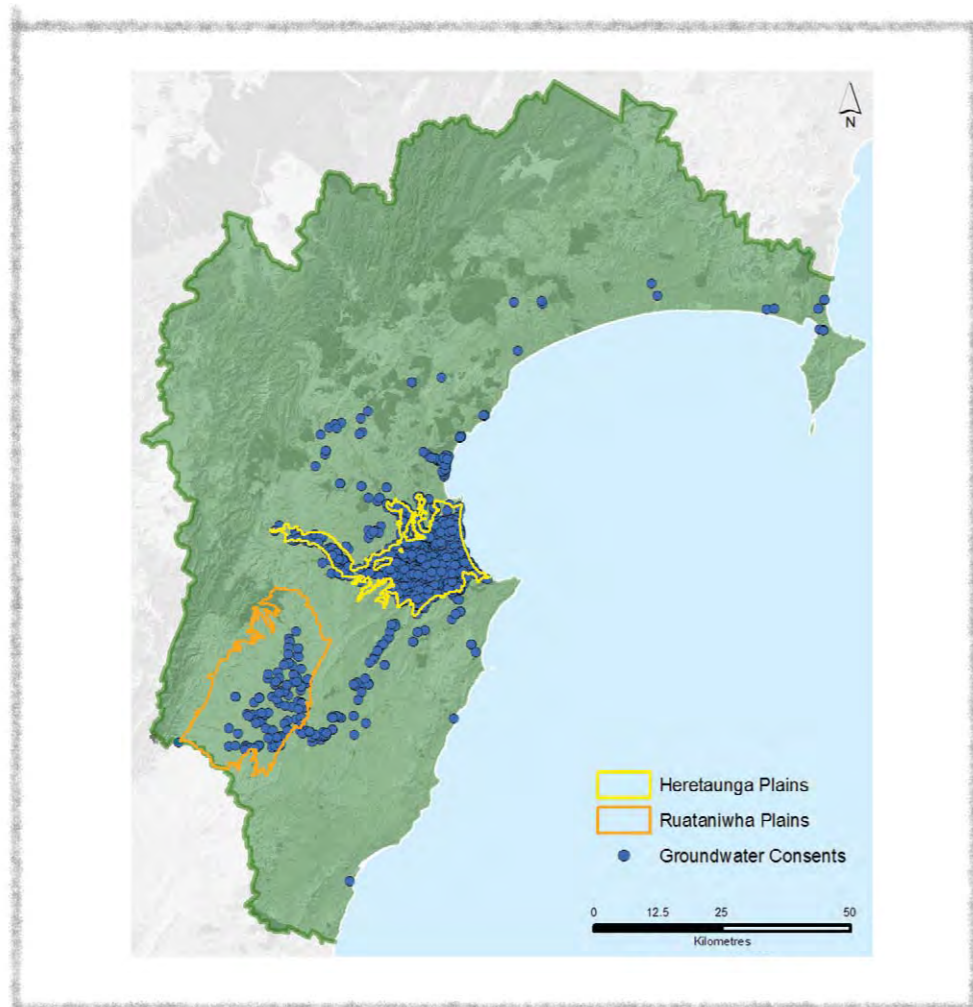 N
Heretaunga Plains
Ruataniwha Plains
Groundwater Consents
0 12.5 25 50
Kilometres